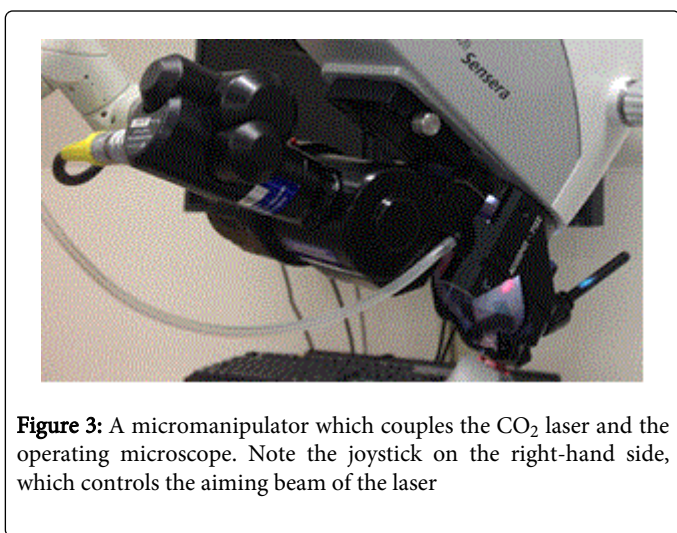 Sensera
Figure 3: A micromanipulator which couples the CO₂ laser and the
operating microscope. Note the joystick on the right-hand side,
which controls the aiming beam of the laser